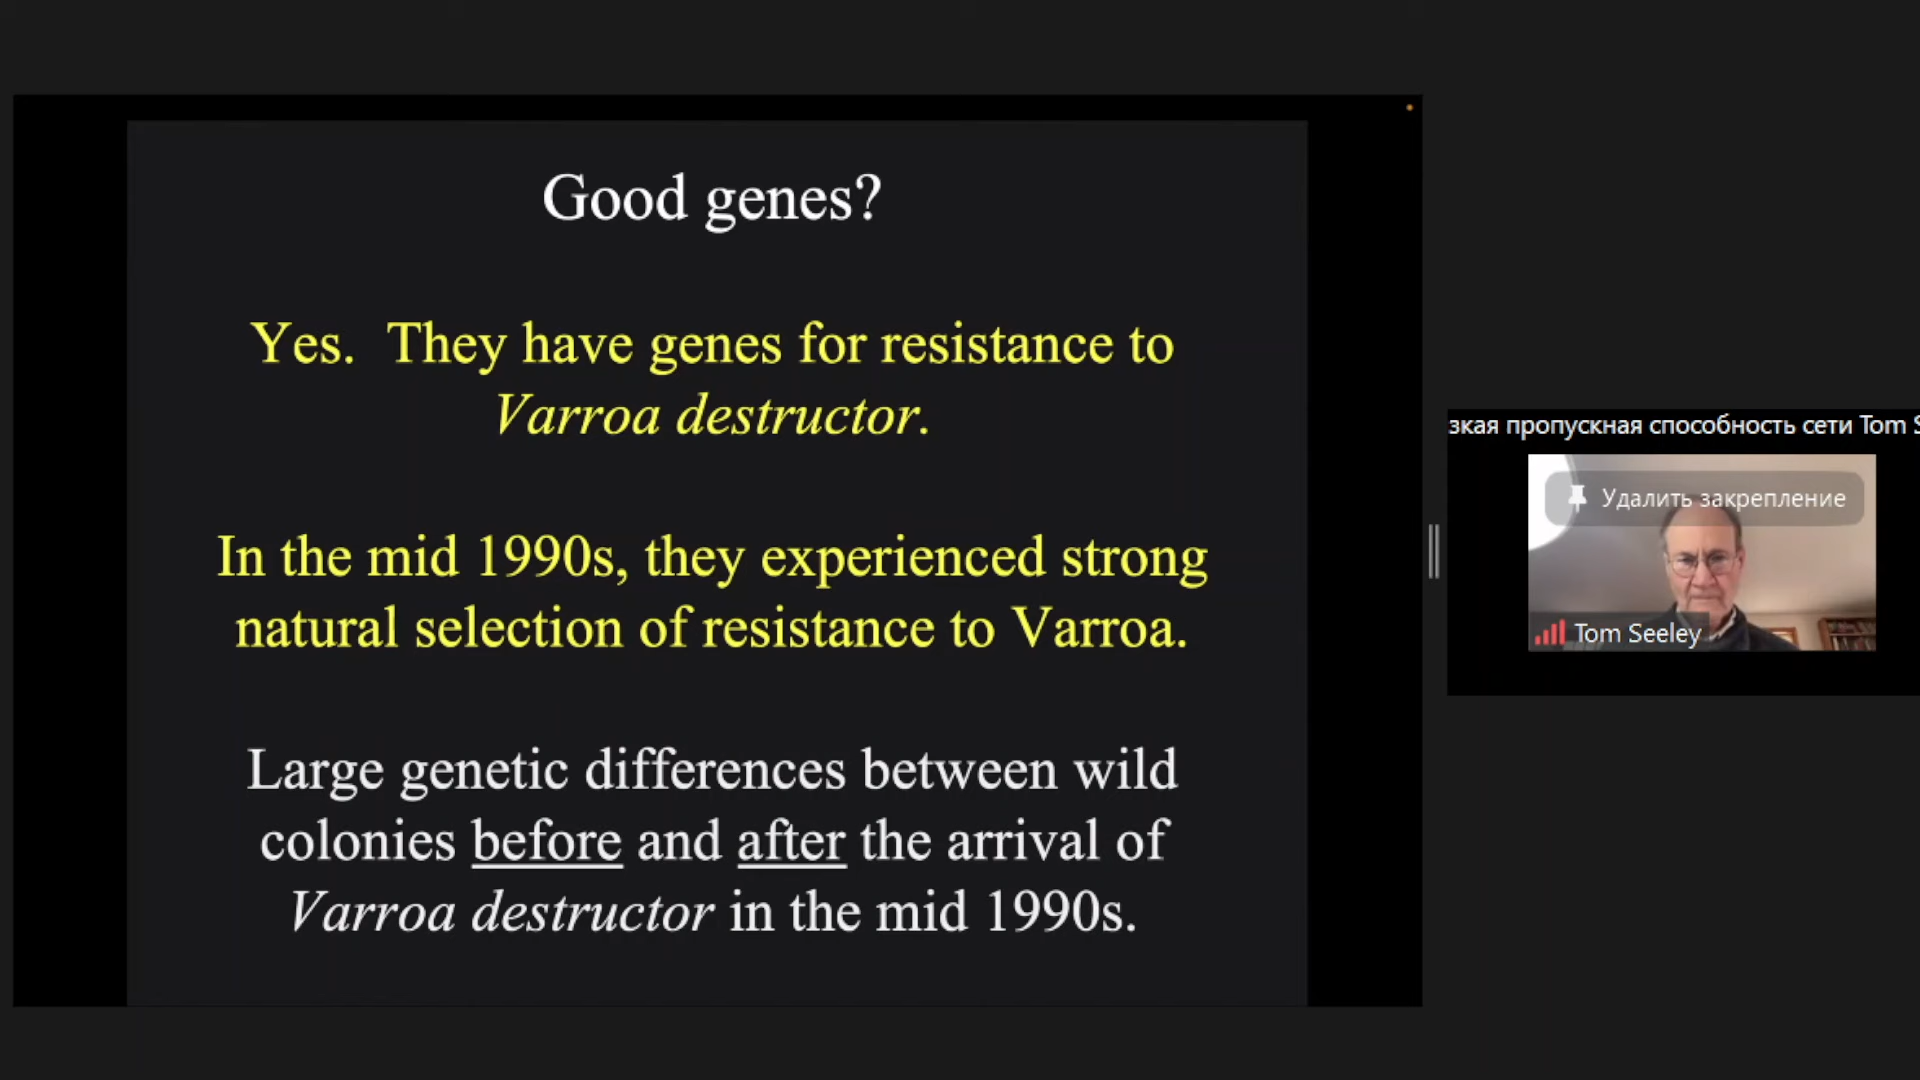 Good genes?
Yes. They have genes for resistance to
Varroa destructor.
In the mid 1990s, they experienced strong
natural selection of resistance to Varroa.
Large genetic differences between wild
colonies before and after the arrival of
Varroa destructor in the mid 1990s.
зкая пропускная способность сети Tom S
Удалить закрепление
Tom Seeley